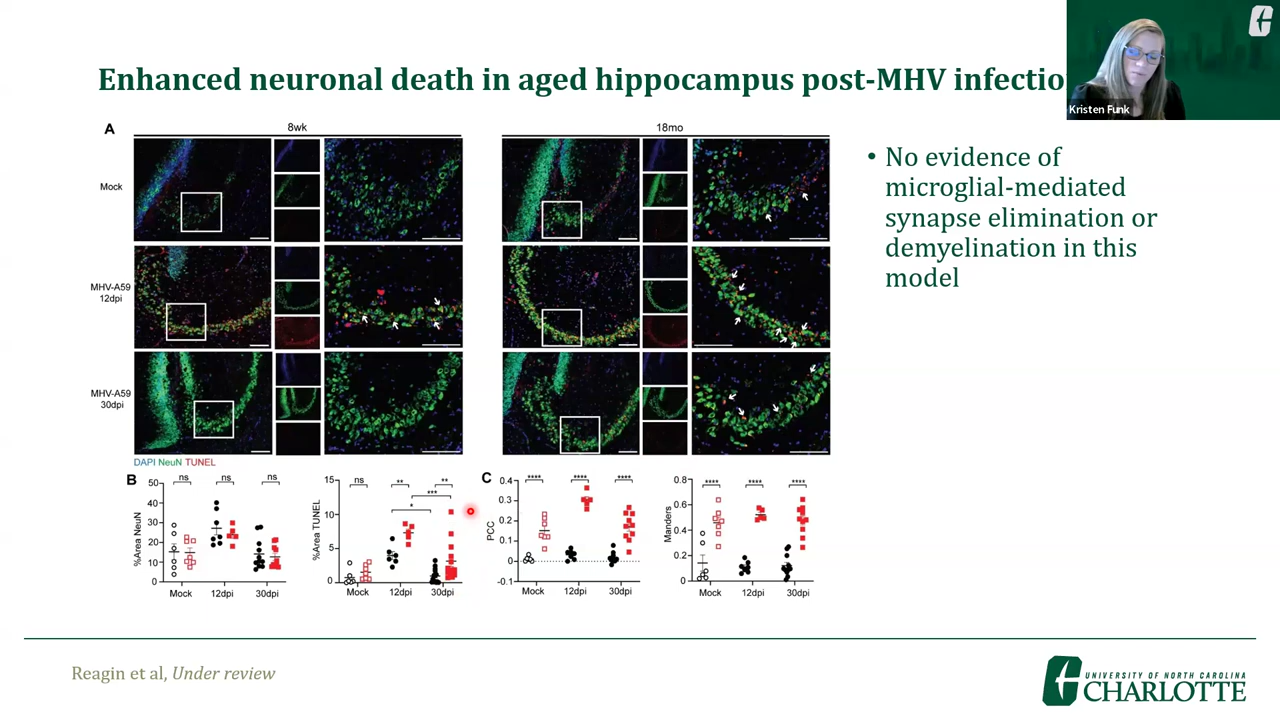 Enhanced neuronal death in aged hippocampus post-MHV infectio
Kristen Funk
A
8wk
18mo
Mock
MHV-A59
12dpi
MHV-A59
30dpi
DAPI NeuN TUNEL
• No evidence of
microglial-mediated
synapse elimination or
demyelination in this
model
B
%Area NeuN
50
40
30
20
10
0
ns
ns
ns
Mock
12dpi
30dpi
%Area TUNEL
15
10
5
0
ns
**
**
***
*
Mock
12dpi
30dpi
C
PCC
0.4
0.3
0.2
0.1
0
-0.1
****
****
****
Mock
12dpi
30dpi
Manders
0.8
0.6
0.4
0.2
0
****
****
****
Mock
12dpi
30dpi
Reagin et al, Under review
UNIVERSITY OF NORTH CAROLINA
CHARLOTTE